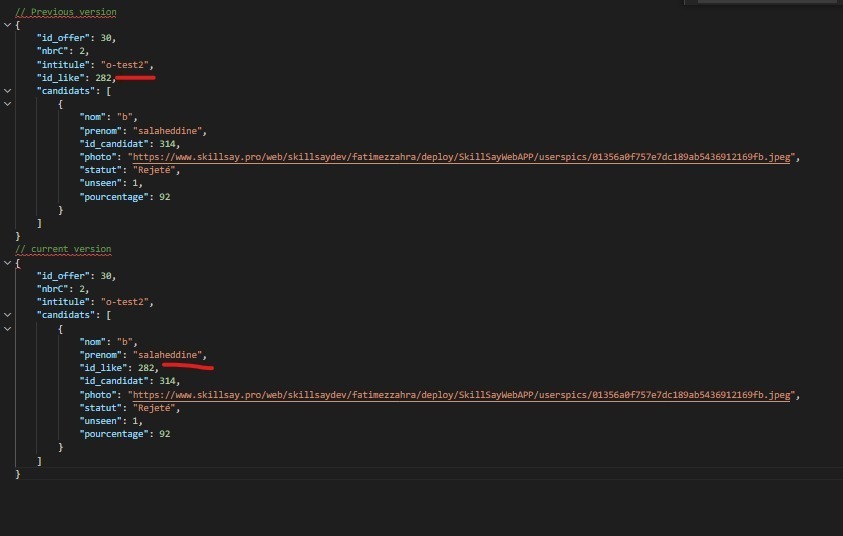 // Previous version
{
"id_offer": 30,
"nbrC": 2,
"intitule": "o-test2",
"id_like": 282,
"candidats": [
{
"nom": "b",
"prenom": "salaheddine",
"id_candidat": 314,
"photo": "https://www.skillsay.pro/web/skillsaydev/fatimezzahra/deploy/SkillSayWebAPP/userspics/01356a0f757e7dc189ab5436912169fb.jpeg",
"statut": "Rejeté",
"unseen": 1,
"pourcentage": 92
}
]
}
// current version
{
"id_offer": 30,
"nbrC": 2,
"intitule": "o-test2",
"candidats": [
{
"nom": "b",
"prenom": "salaheddine",
"id_like": 282,
"id_candidat": 314,
"photo": "https://www.skillsay.pro/web/skillsaydev/fatimezzahra/deploy/SkillSayWebAPP/userspics/01356a0f757e7dc189ab5436912169fb.jpeg",
"statut": "Rejeté",
"unseen": 1,
"pourcentage": 92
}
]
}